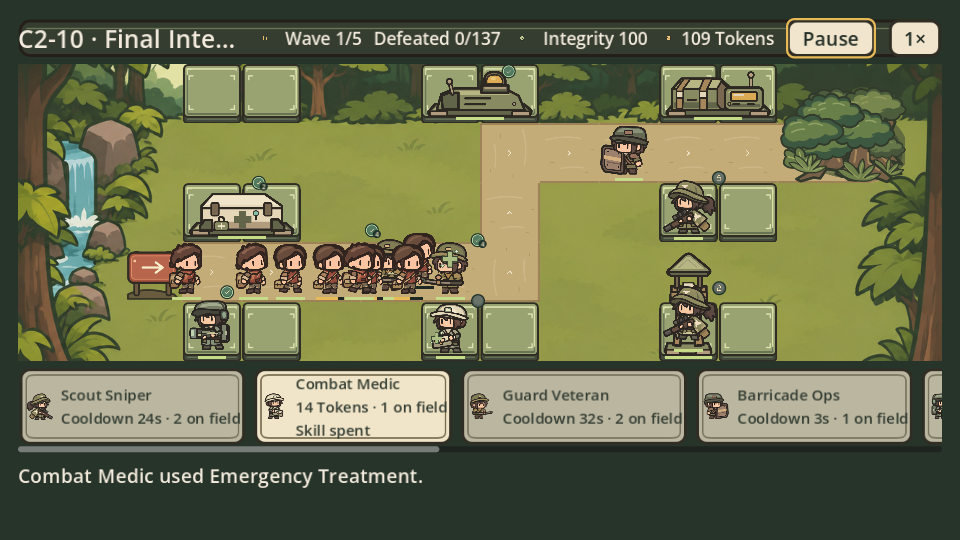 C2-10 · Final Inte...
Wave 1/5
Defeated 0/137
Integrity 100
109 Tokens
Pause
1×
Scout Sniper
Cooldown 24s · 2 on field
Combat Medic
14 Tokens · 1 on field
Skill spent
Guard Veteran
Cooldown 32s · 2 on field
Barricade Ops
Cooldown 3s · 1 on field
Combat Medic used Emergency Treatment.